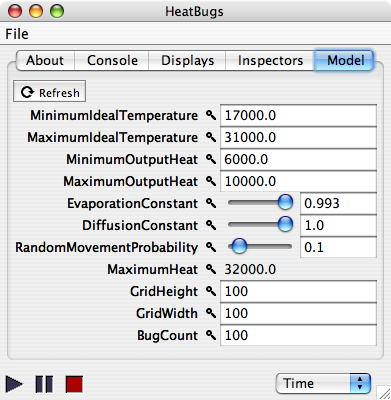 HeatBugs
File
About Console Displays Inspectors Model
Refresh
MinimumIdealTemperature 17000.0
MaximumIdealTemperature 31000.0
MinimumOutputHeat 6000.0
MaximumOutputHeat 10000.0
EvaporationConstant 0.993
DiffusionConstant 1.0
RandomMovementProbability 0.1
MaximumHeat 32000.0
GridHeight 100
GridWidth 100
BugCount 100
Time